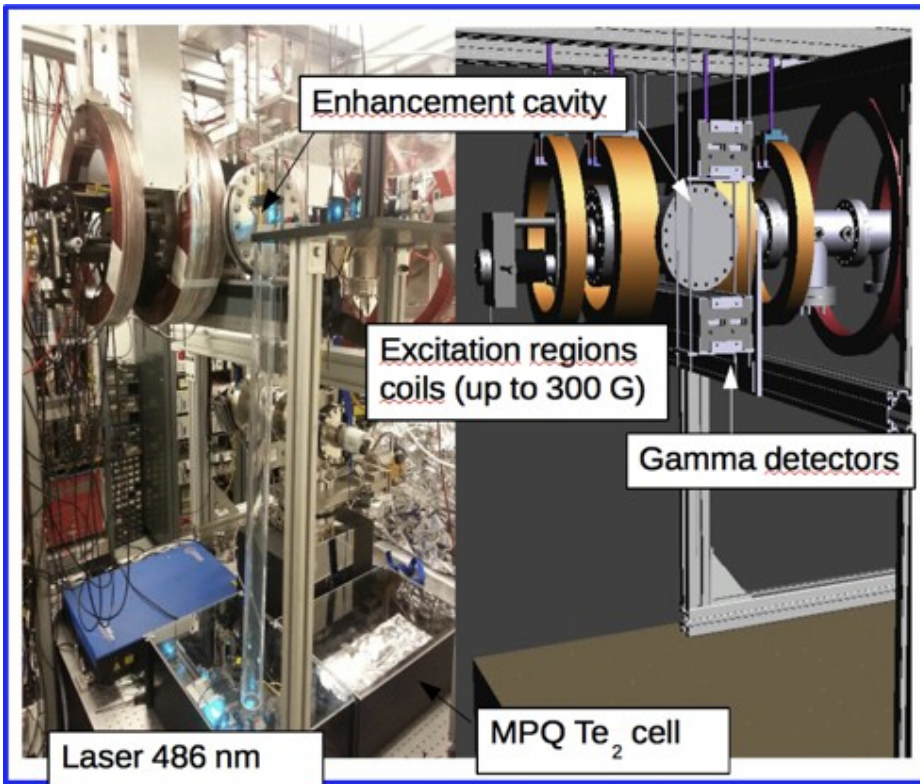 Enhancement cavity
Excitation regions
coils (up to 300 G)
Gamma detectors
MPQ Te₂ cell
Laser 486 nm